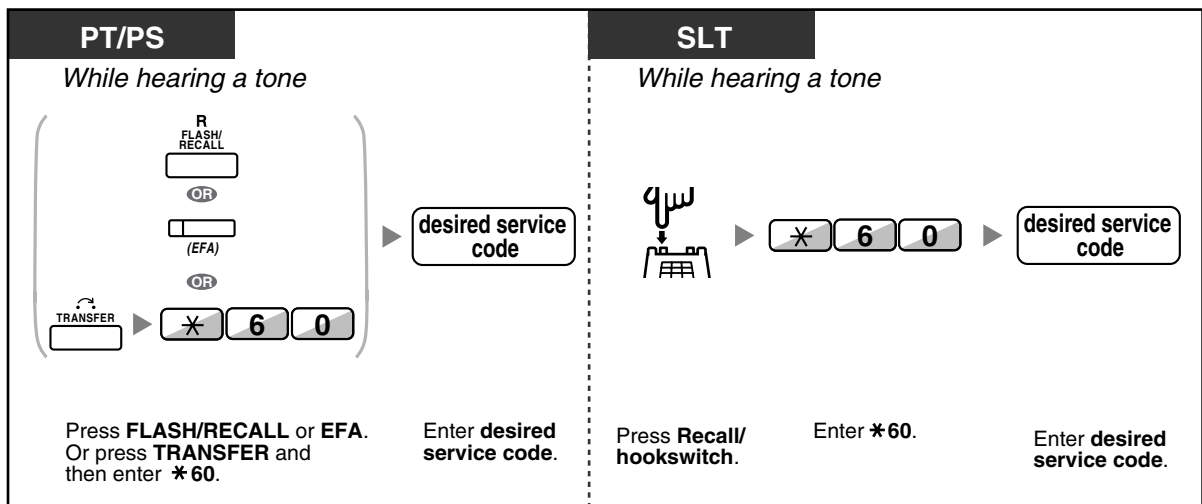 PT/PS
While hearing a tone
R
FLASH/
RECALL
OR
(EFA)
OR
TRANSFER
* 6 0
desired service
code
Press FLASH/RECALL or EFA.
Or press TRANSFER and
then enter *60.
Enter desired
service code.
SLT
While hearing a tone
* 6 0
desired service
code
Press Recall/
hookswitch.
Enter *60.
Enter desired
service code.